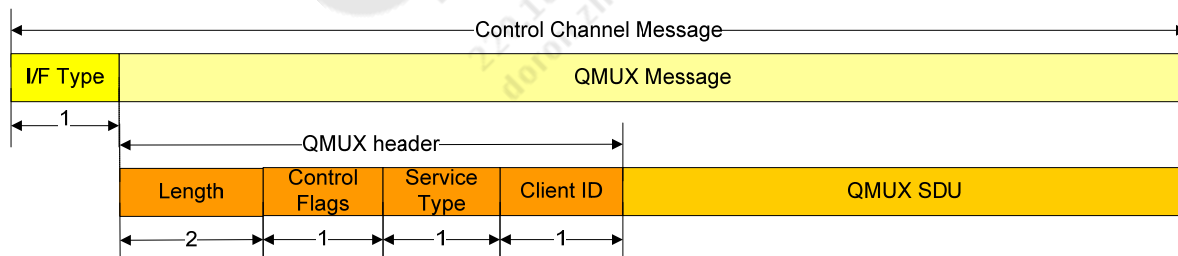 Control Channel Message
I/F Type
QMUX Message
1
QMUX header
Length
Control
Flags
Service
Type
Client ID
QMUX SDU
2
1
1
1